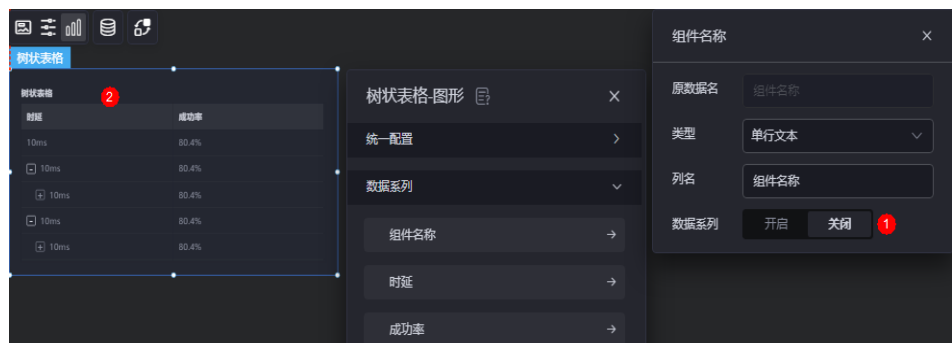 树状表格
树状表格
2
时延 成功率
10ms 80.4%
10ms 80.4%
10ms 80.4%
10ms 80.4%
10ms 80.4%
树状表格-图形
统一配置
数据系列
组件名称
时延
成功率
组件名称
原数据名 组件名称
类型 单行文本
列名 组件名称
数据系列 开启 关闭 1